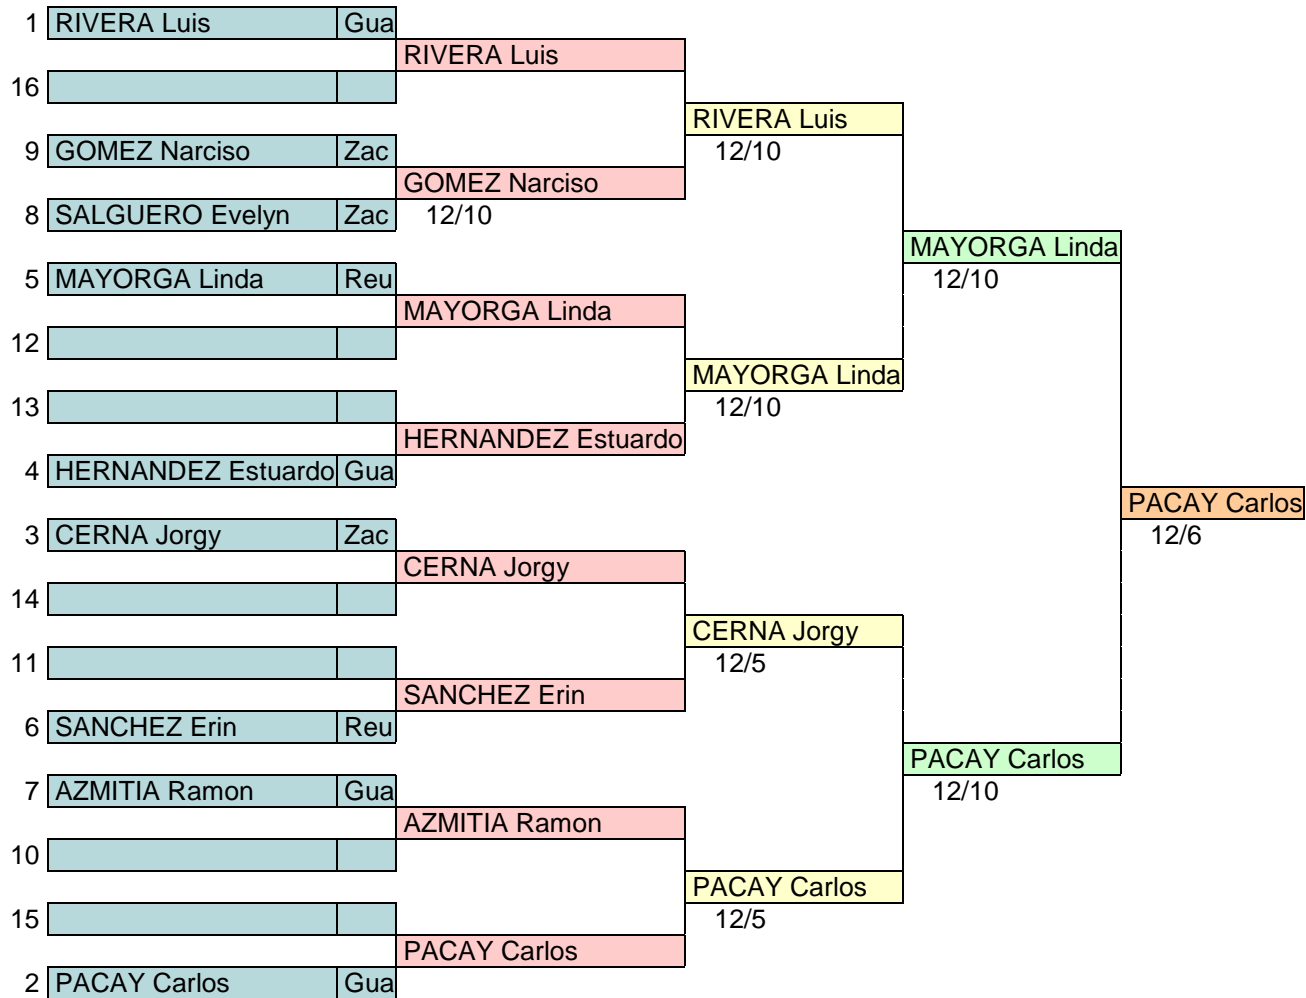 1 RIVERA Luis Gua
RIVERA Luis
16
RIVERA Luis
9 GOMEZ Narciso Zac
12/10
GOMEZ Narciso
8 SALGUERO Evelyn Zac
12/10
MAYORGA Linda
5 MAYORGA Linda Reu
12/10
MAYORGA Linda
12
MAYORGA Linda
13
12/10
HERNANDEZ Estuardo
4 HERNANDEZ Estuardo Gua
PACAY Carlos
3 CERNA Jorgy Zac
12/6
CERNA Jorgy
14
CERNA Jorgy
11
12/5
SANCHEZ Erin
6 SANCHEZ Erin Reu
PACAY Carlos
7 AZMITIA Ramon Gua
12/10
AZMITIA Ramon
10
PACAY Carlos
15
12/5
PACAY Carlos
2 PACAY Carlos Gua